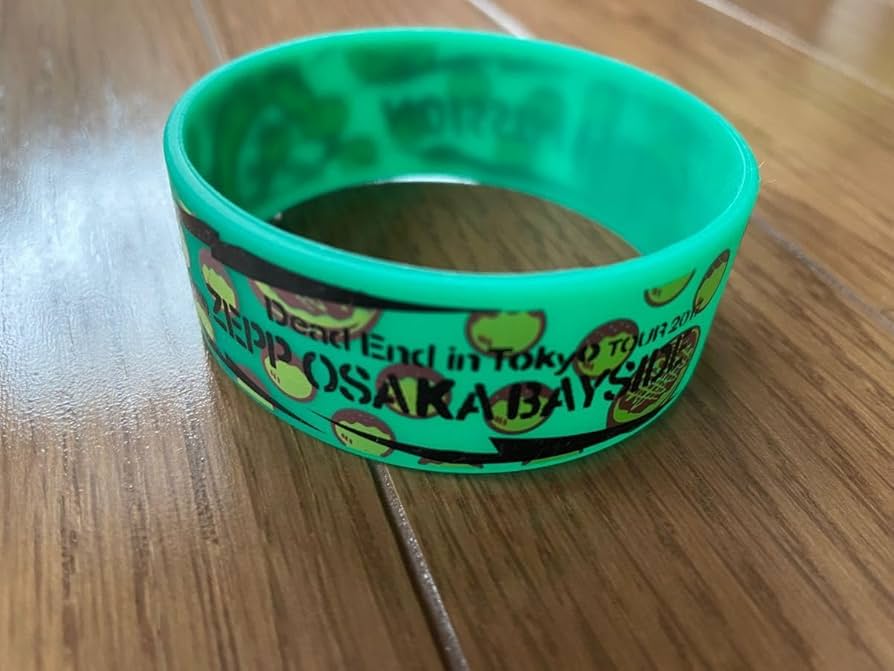 Dead End in Tokyo TOUR
ZEPP OSAKA BAYSIDE